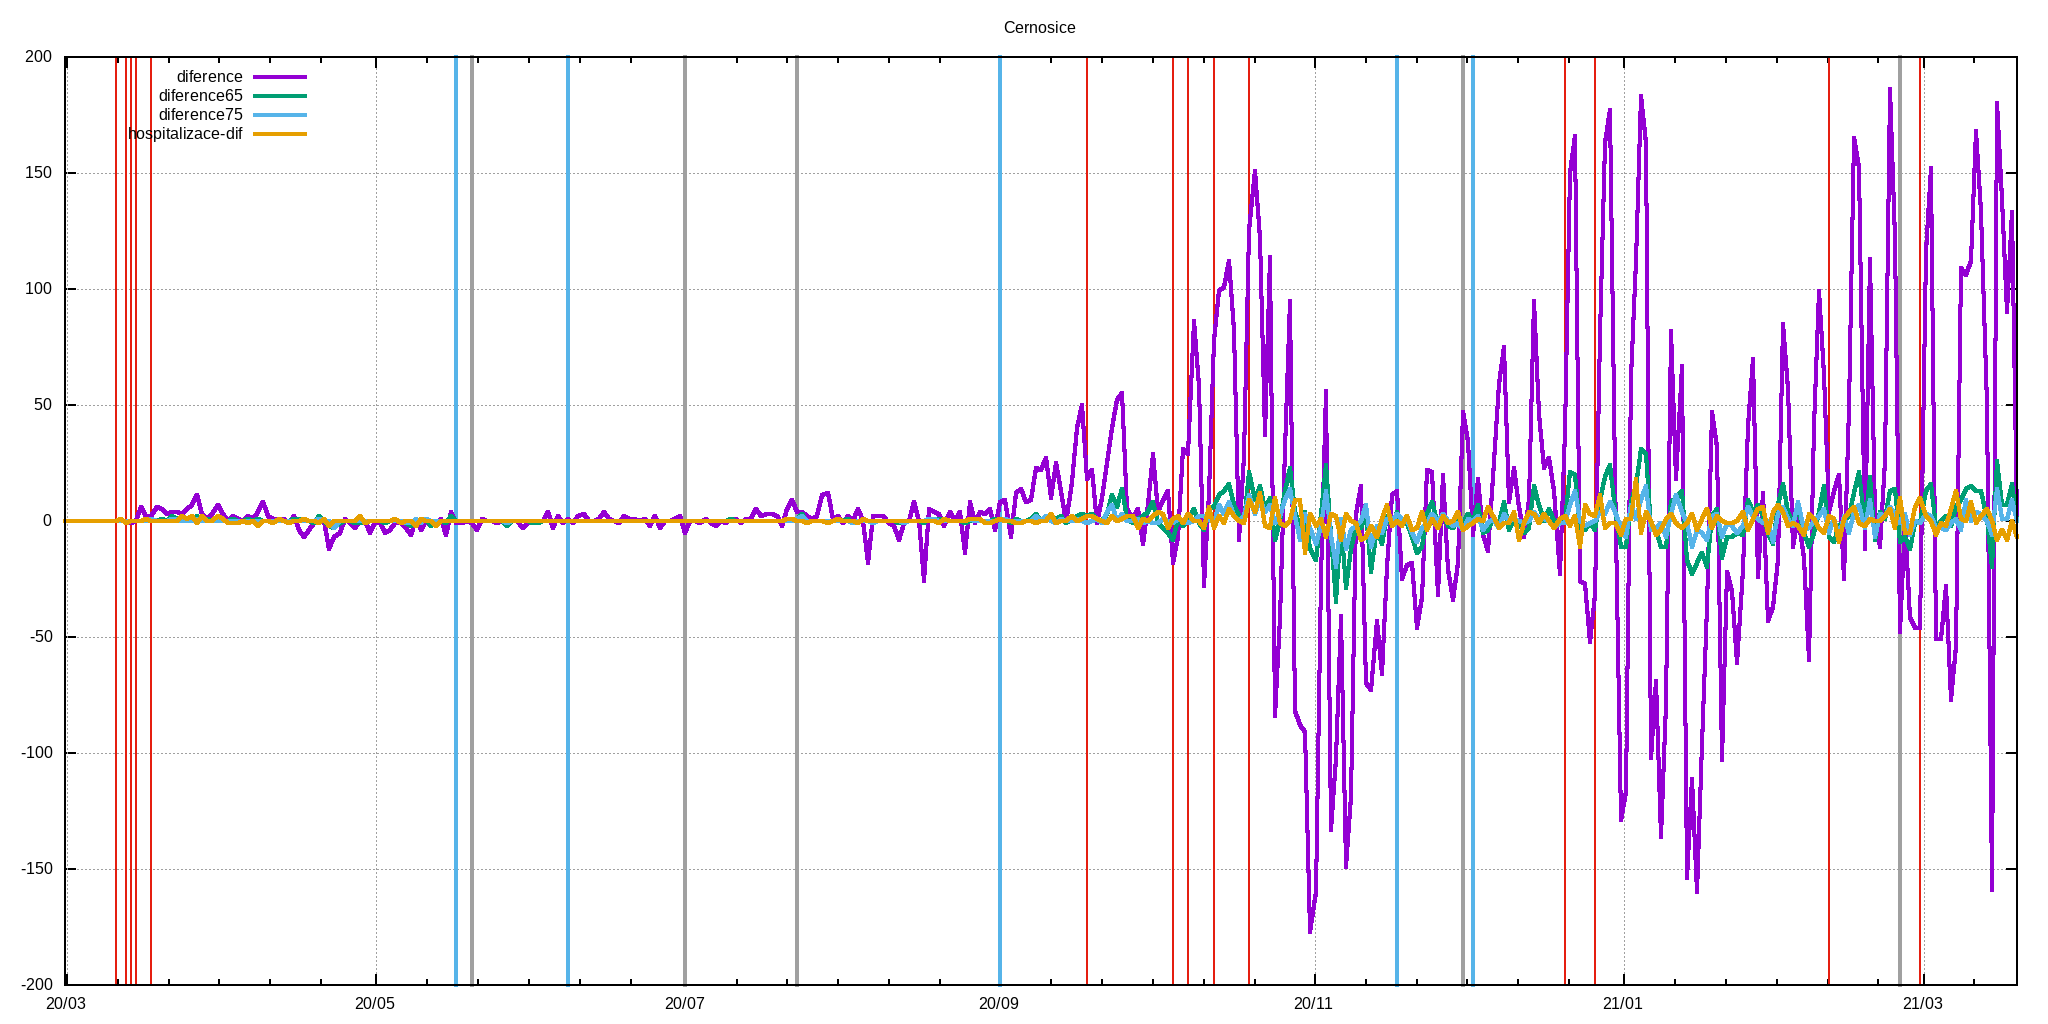 Cernosice
200
150
100
50
0
-50
-100
-150
-200
diference
diference65
diference75
hospitalizace-dif
20/03 20/05 20/07 20/09 20/11 21/01 21/03